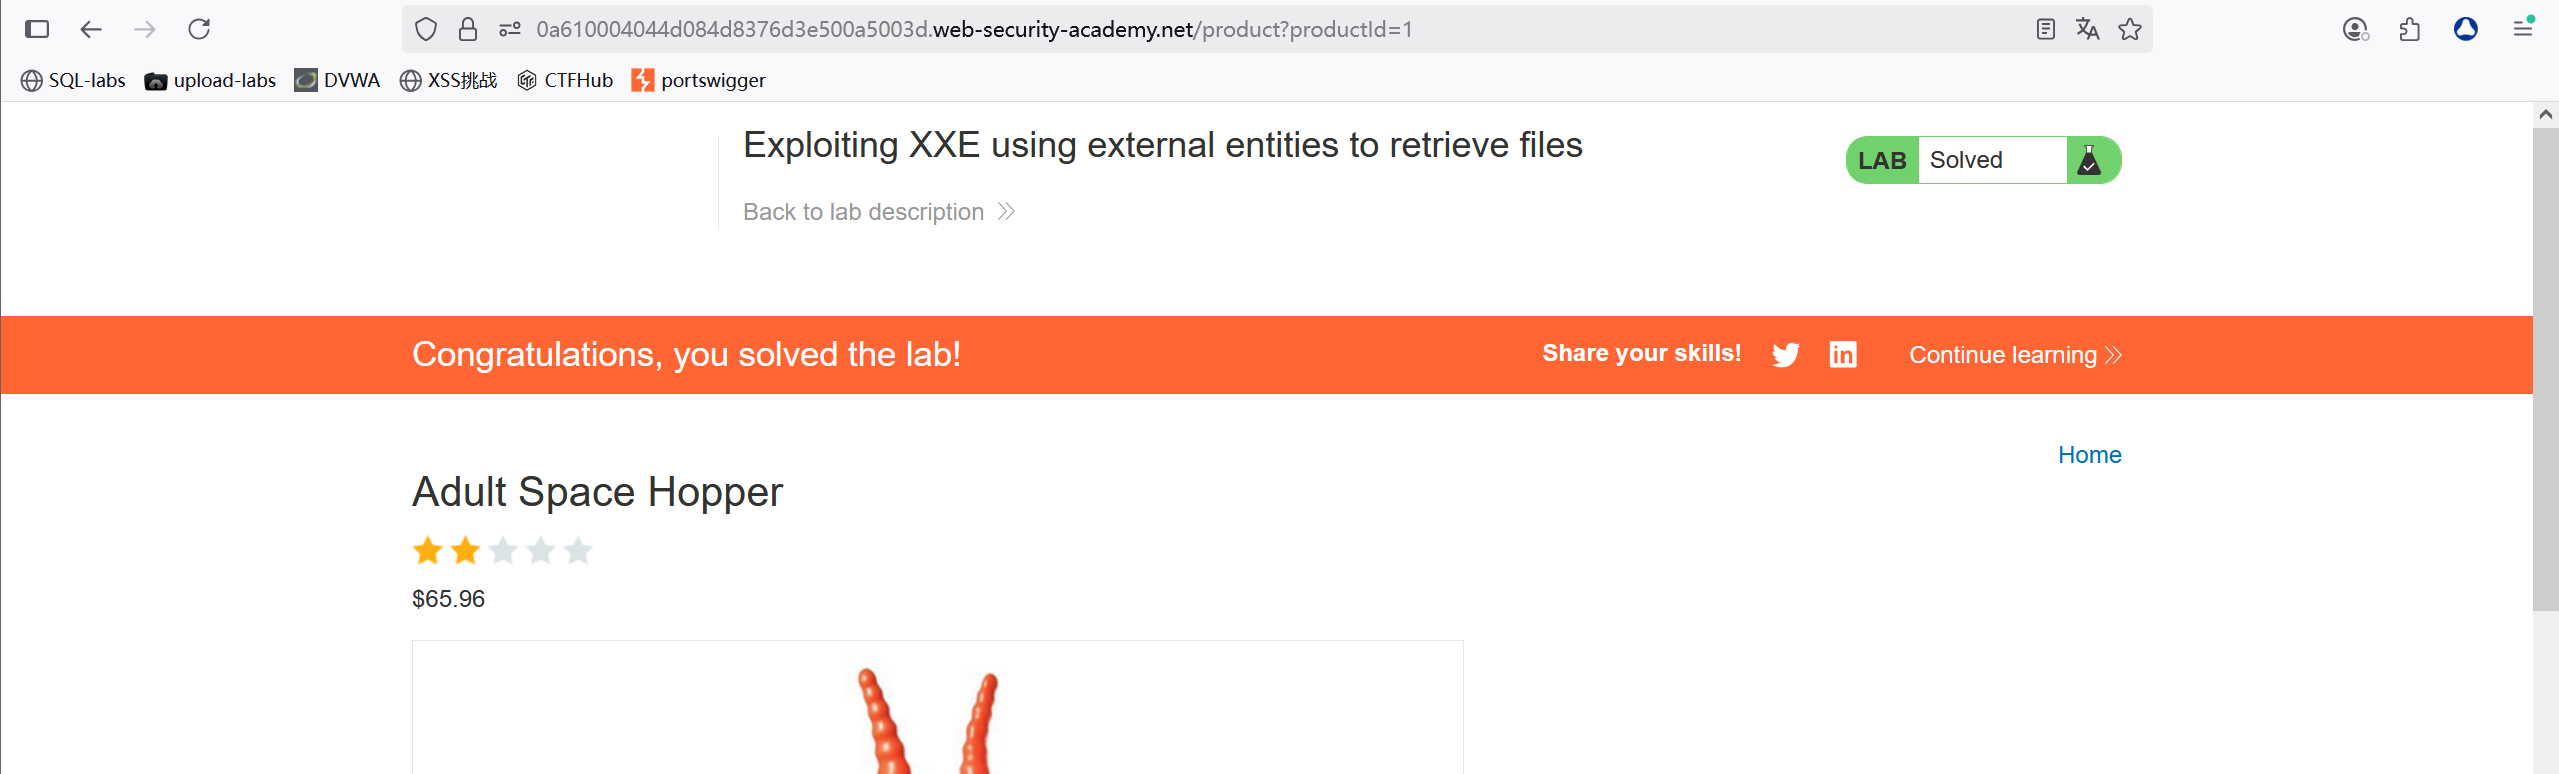 0a610004044d084d8376d3e500a5003d.web-security-academy.net/product?productId=1
SQL-labs upload-labs DVWA XSS挑战 CTFHub portswigger
Exploiting XXE using external entities to retrieve files
LAB Solved
Back to lab description
Congratulations, you solved the lab!
Share your skills! Continue learning
Home
Adult Space Hopper
$65.96